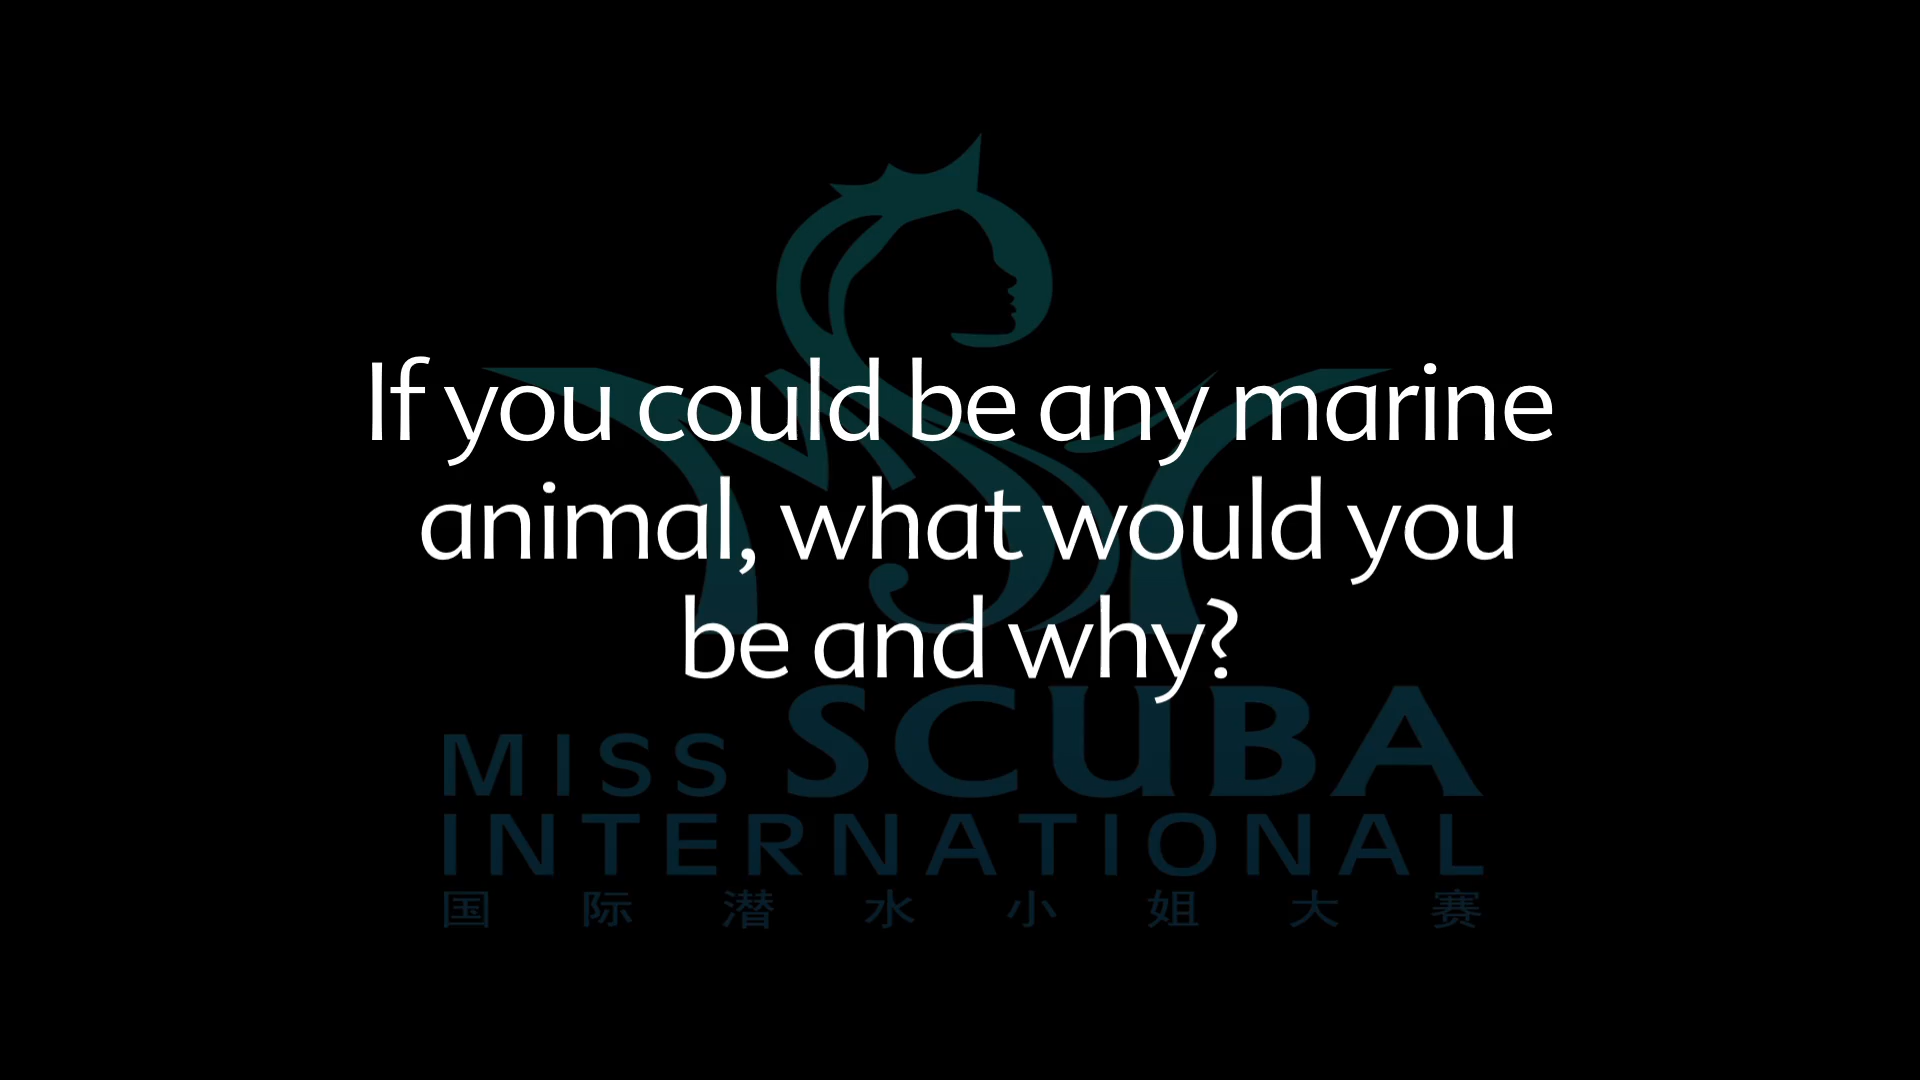 If you could be any marine
animal, what would you
be and why?
MISS SCUBA
INTERNATIONAL
国际潜水小姐大赛